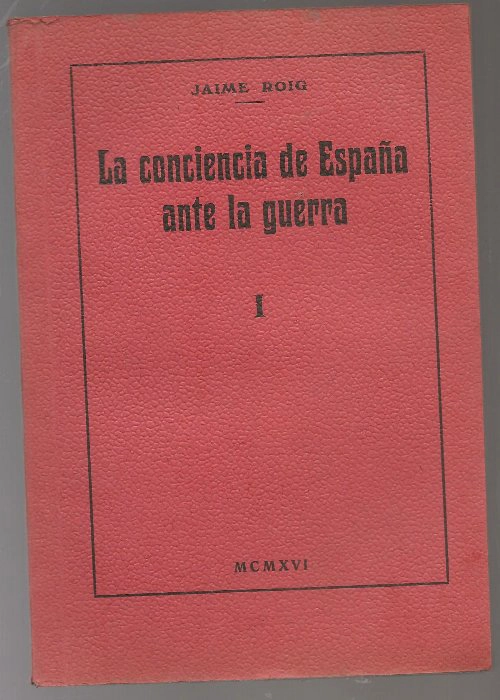 JAIME ROIG
La conciencia de España
ante la guerra
I
MCMXVI